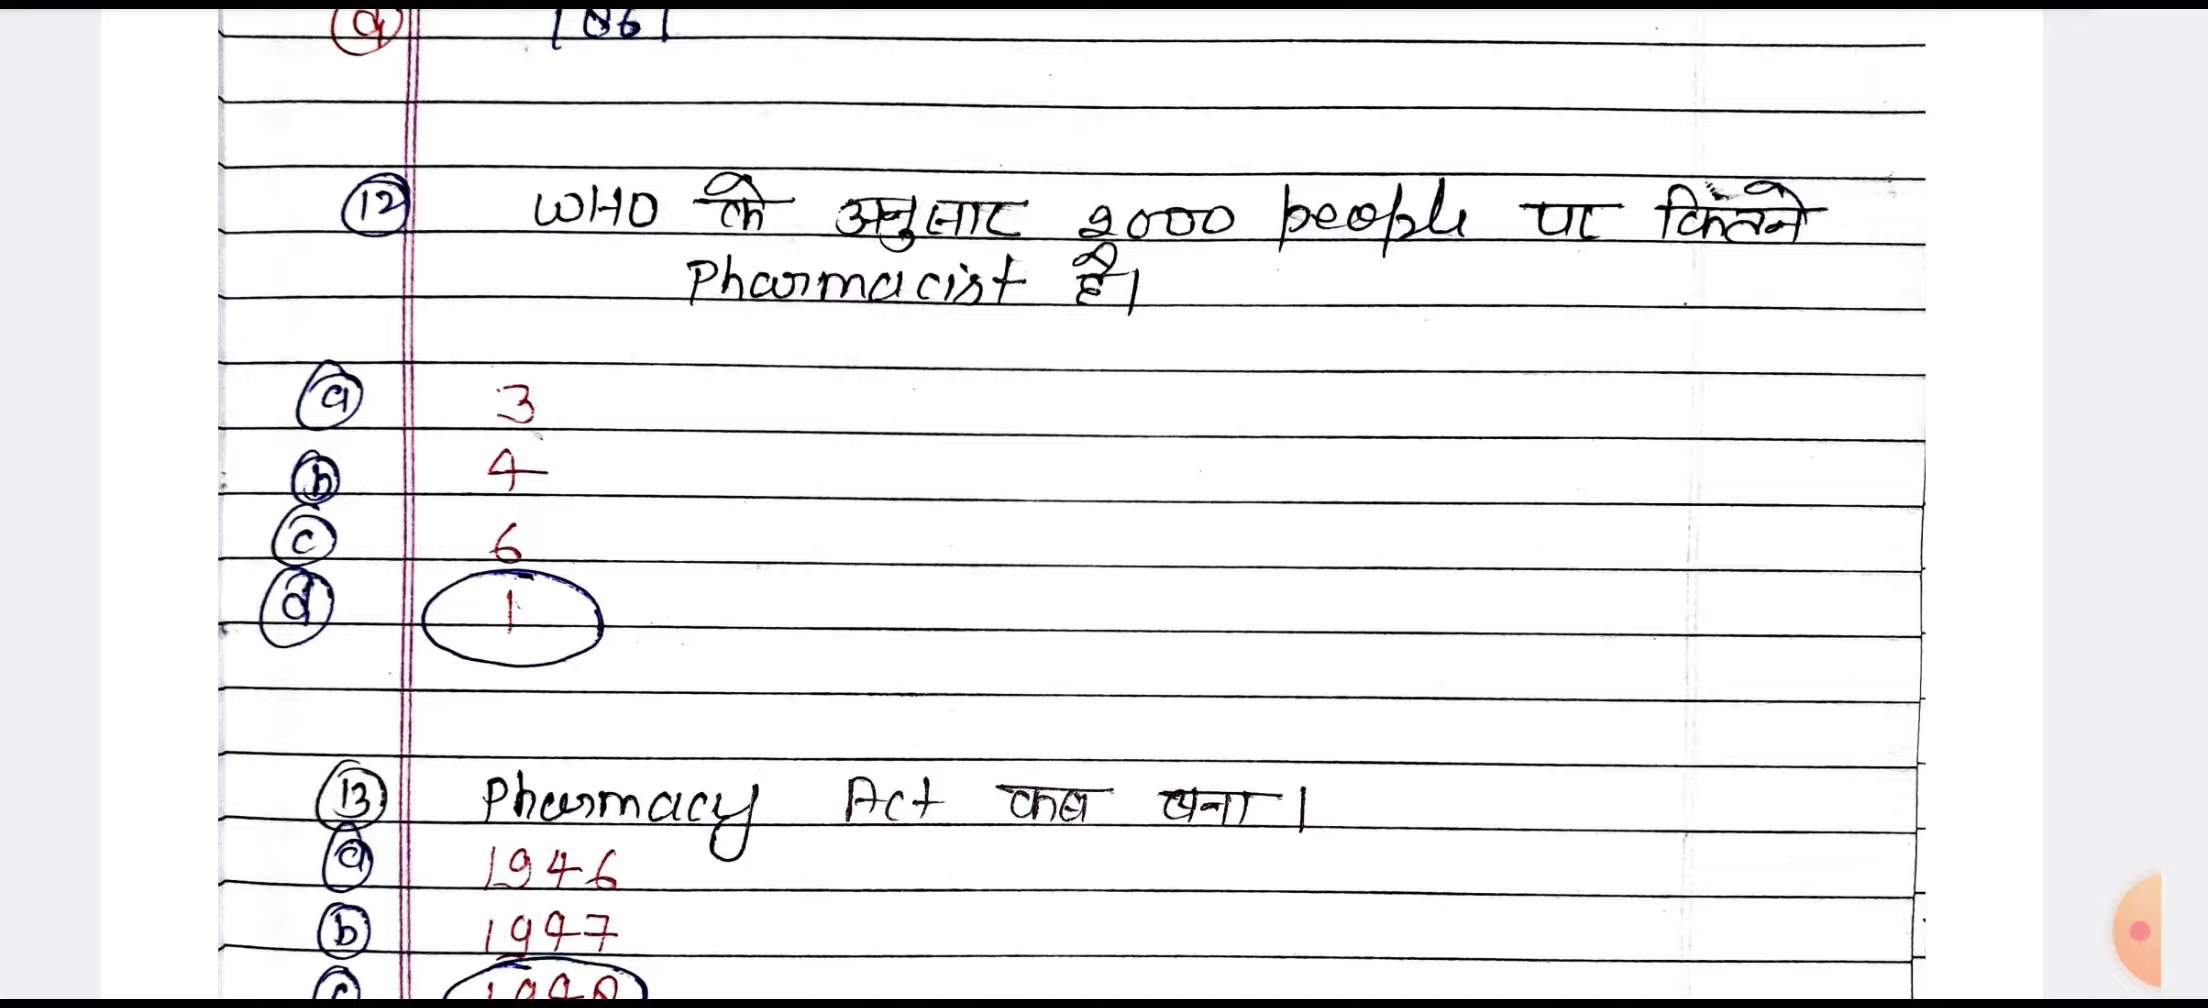 (d) 1861
(12) WHO के अनुसार 2000 people पर कितने
Pharmacist है।
(a) 3
(b) 4
(c) 6
(d) 1
(13) Pharmacy Act कब बना।
(a) 1946
(b) 1947
(c)